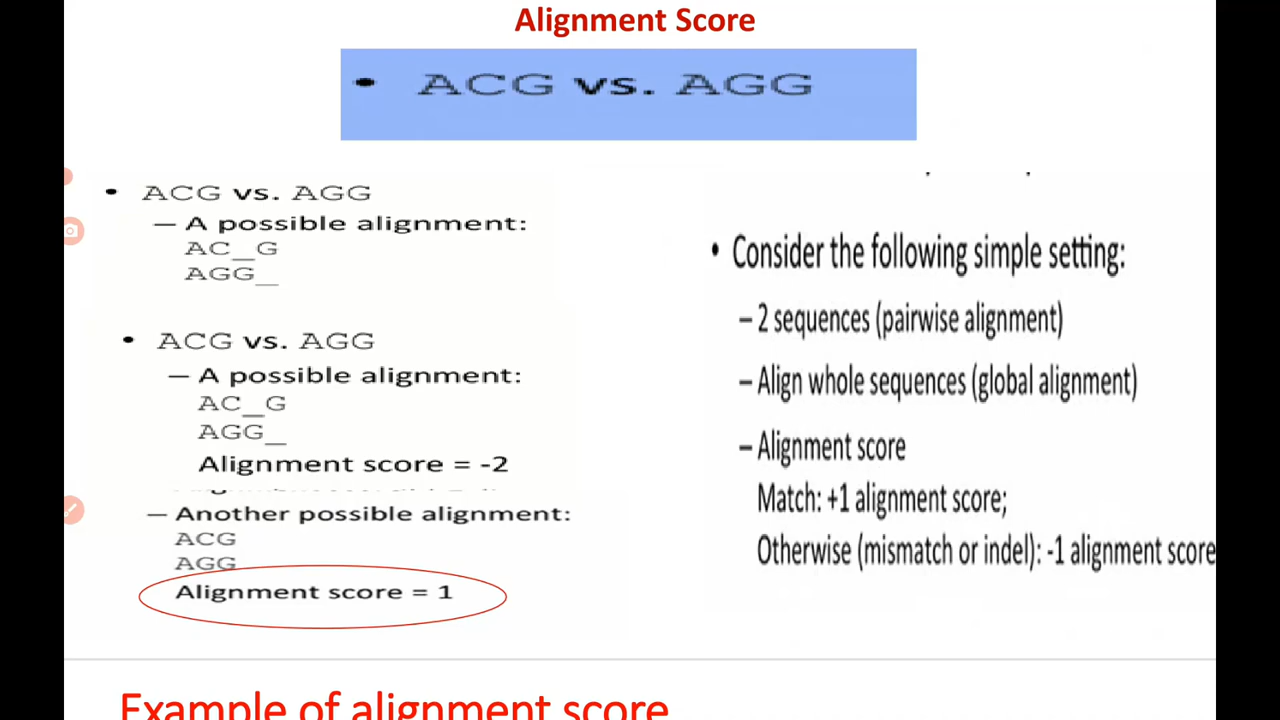 Alignment Score
• ACG vs. AGG
• ACG vs. AGG
– A possible alignment:
AC_G
AGG_
• ACG vs. AGG
– A possible alignment:
AC_G
AGG_
Alignment score = -2
– Another possible alignment:
ACG
AGG
Alignment score = 1
• Consider the following simple setting:
– 2 sequences (pairwise alignment)
– Align whole sequences (global alignment)
– Alignment score
Match: +1 alignment score;
Otherwise (mismatch or indel): -1 alignment score
Example of alignment score